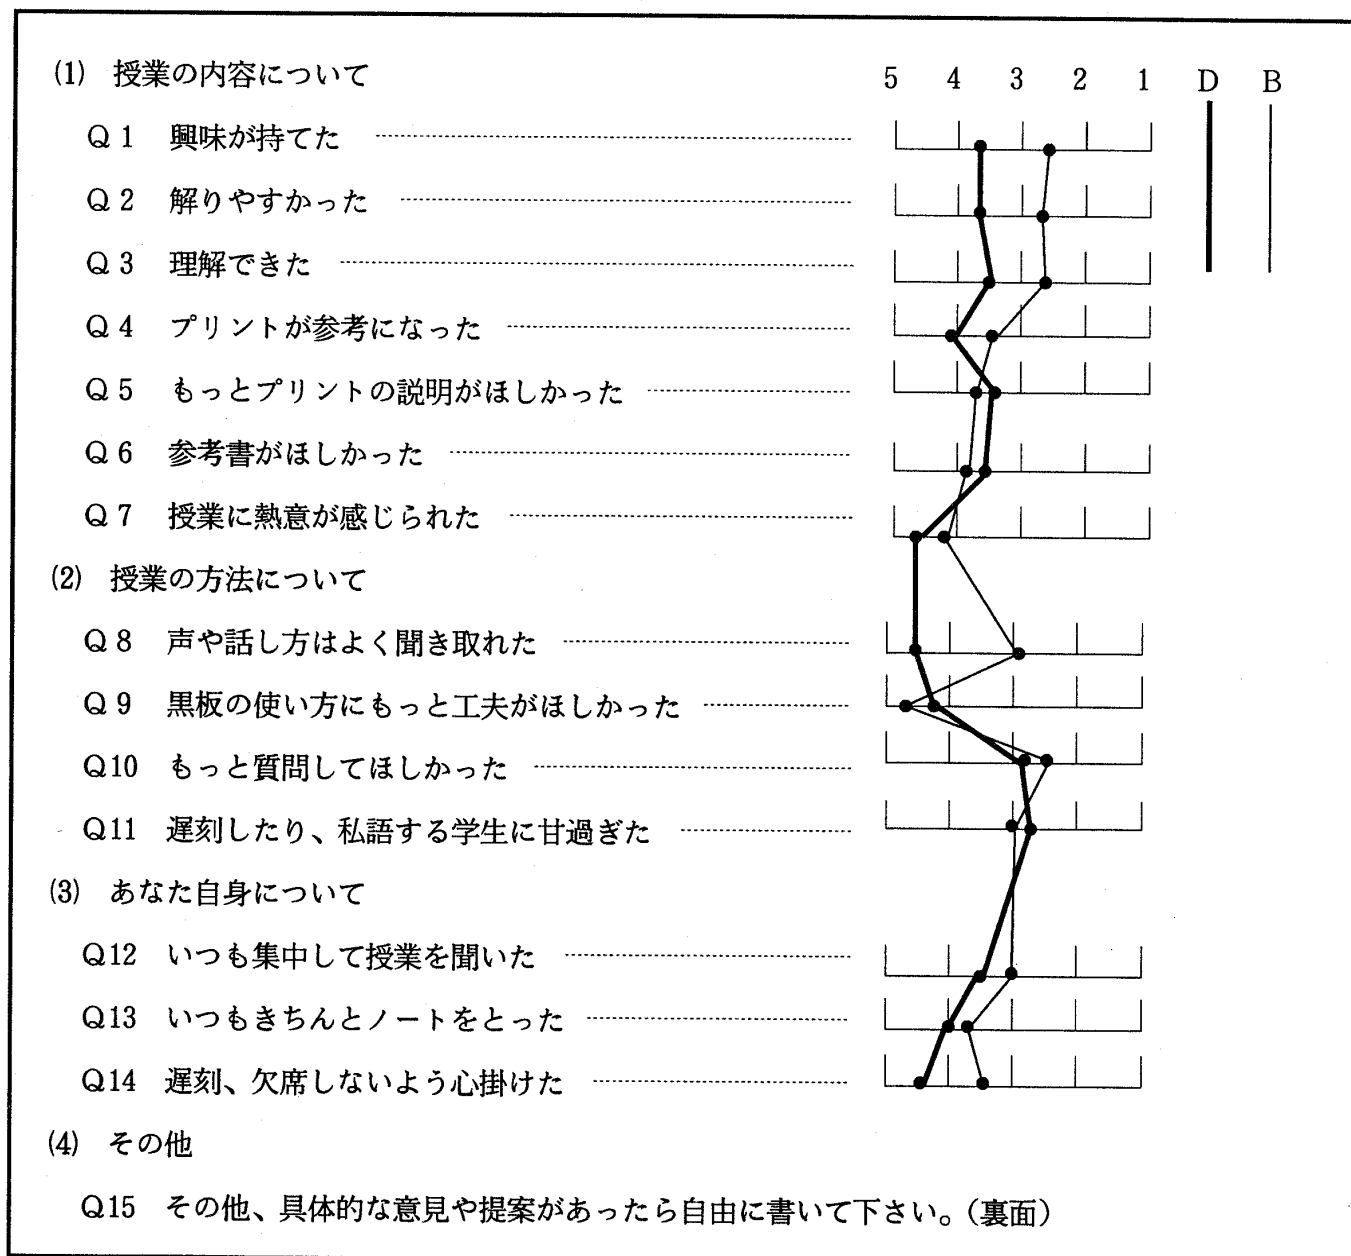 (1) 授業の内容について 5 4 3 2 1 D B
Q1 興味が持てた
Q2 解りやすかった
Q3 理解できた
Q4 プリントが参考になった
Q5 もっとプリントの説明がほしかった
Q6 参考書がほしかった
Q7 授業に熱意が感じられた
(2) 授業の方法について
Q8 声や話し方はよく聞き取れた
Q9 黒板の使い方にもっと工夫がほしかった
Q10 もっと質問してほしかった
Q11 遅刻したり、私語する学生に甘過ぎた
(3) あなた自身について
Q12 いつも集中して授業を聞いた
Q13 いつもきちんとノートをとった
Q14 遅刻、欠席しないよう心掛けた
(4) その他
Q15 その他、具体的な意見や提案があったら自由に書いて下さい。(裏面)